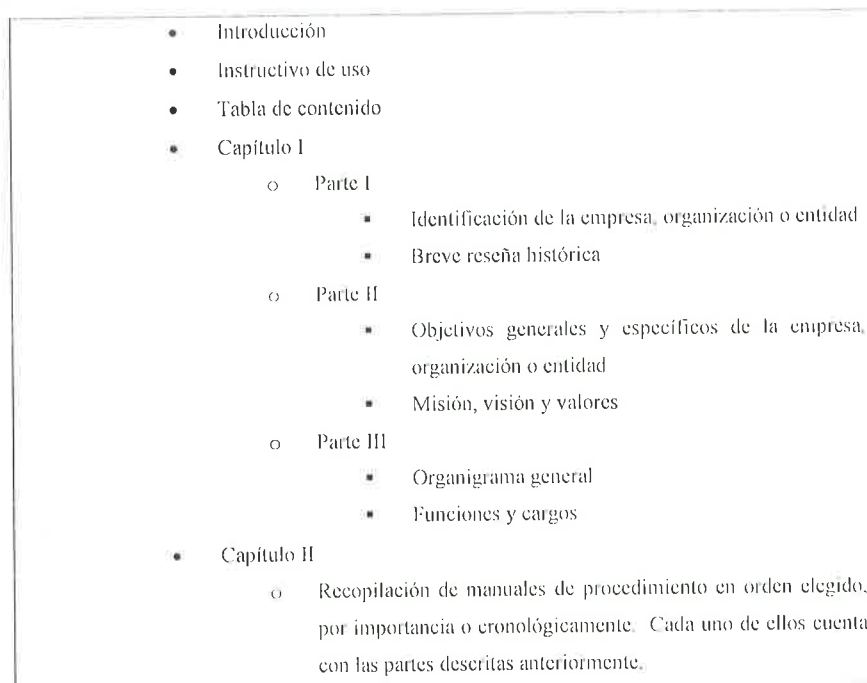 • Introducción
• Instructivo de uso
• Tabla de contenido
• Capítulo I
o Parte I
▪ Identificación de la empresa, organización o entidad
▪ Breve reseña histórica
o Parte II
▪ Objetivos generales y específicos de la empresa,
organización o entidad
▪ Misión, visión y valores
o Parte III
▪ Organigrama general
▪ Funciones y cargos
• Capítulo II
o Recopilación de manuales de procedimiento en orden elegido,
por importancia o cronológicamente. Cada uno de ellos cuenta
con las partes descritas anteriormente.